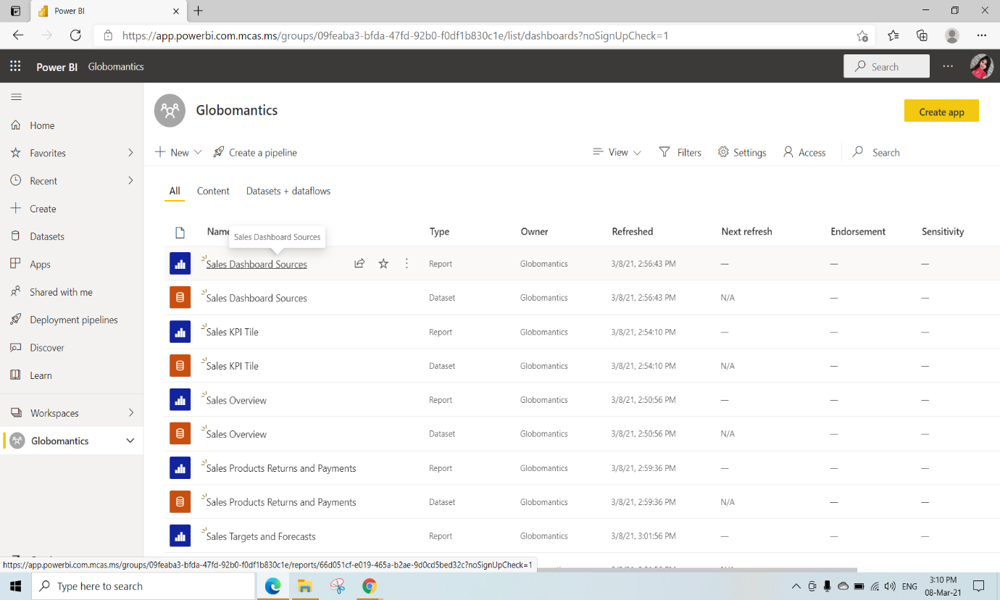 Power BI
https://app.powerbi.com.mcas.ms/groups/09feaba3-bfda-47fd-92b0-f0df1b830c1e/list/dashboards?noSignUpCheck=1
Power BI Globomantics Search
Globomantics Create app
New Create a pipeline View Filters Settings Access Search
All Content Datasets + dataflows
Home
Favorites
Recent
Create
Datasets
Apps
Shared with me
Deployment pipelines
Discover
Learn
Workspaces
Globomantics
Name Type Owner Refreshed Next refresh Endorsement Sensitivity
Sales Dashboard Sources
Sales Dashboard Sources Report Globomantics 3/8/21, 2:56:43 PM — — —
Sales Dashboard Sources Dataset Globomantics 3/8/21, 2:56:43 PM N/A — —
Sales KPI Tile Report Globomantics 3/8/21, 2:54:10 PM — — —
Sales KPI Tile Dataset Globomantics 3/8/21, 2:54:10 PM N/A — —
Sales Overview Report Globomantics 3/8/21, 2:50:56 PM — — —
Sales Overview Dataset Globomantics 3/8/21, 2:50:56 PM N/A — —
Sales Products Returns and Payments Report Globomantics 3/8/21, 2:59:36 PM — — —
Sales Products Returns and Payments Dataset Globomantics 3/8/21, 2:59:36 PM N/A — —
Sales Targets and Forecasts Report Globomantics 3/8/21, 3:01:56 PM — — —
https://app.powerbi.com.mcas.ms/groups/09feaba3-bfda-47fd-92b0-f0df1b830c1e/reports/66d051cf-e019-465a-b2ae-9d0cd5bed32c?noSignUpCheck=1
Type here to search ENG 3:10 PM
08-Mar-21